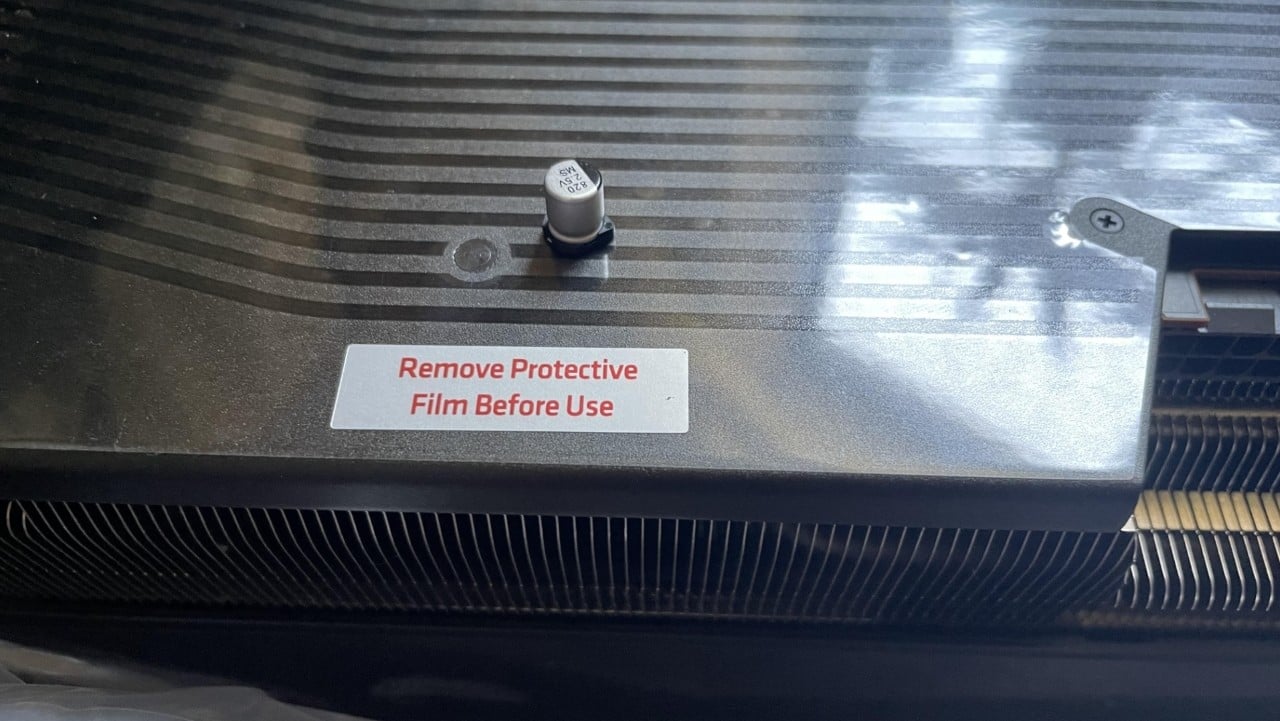 820
2.5V
MS
Remove Protective
Film Before Use